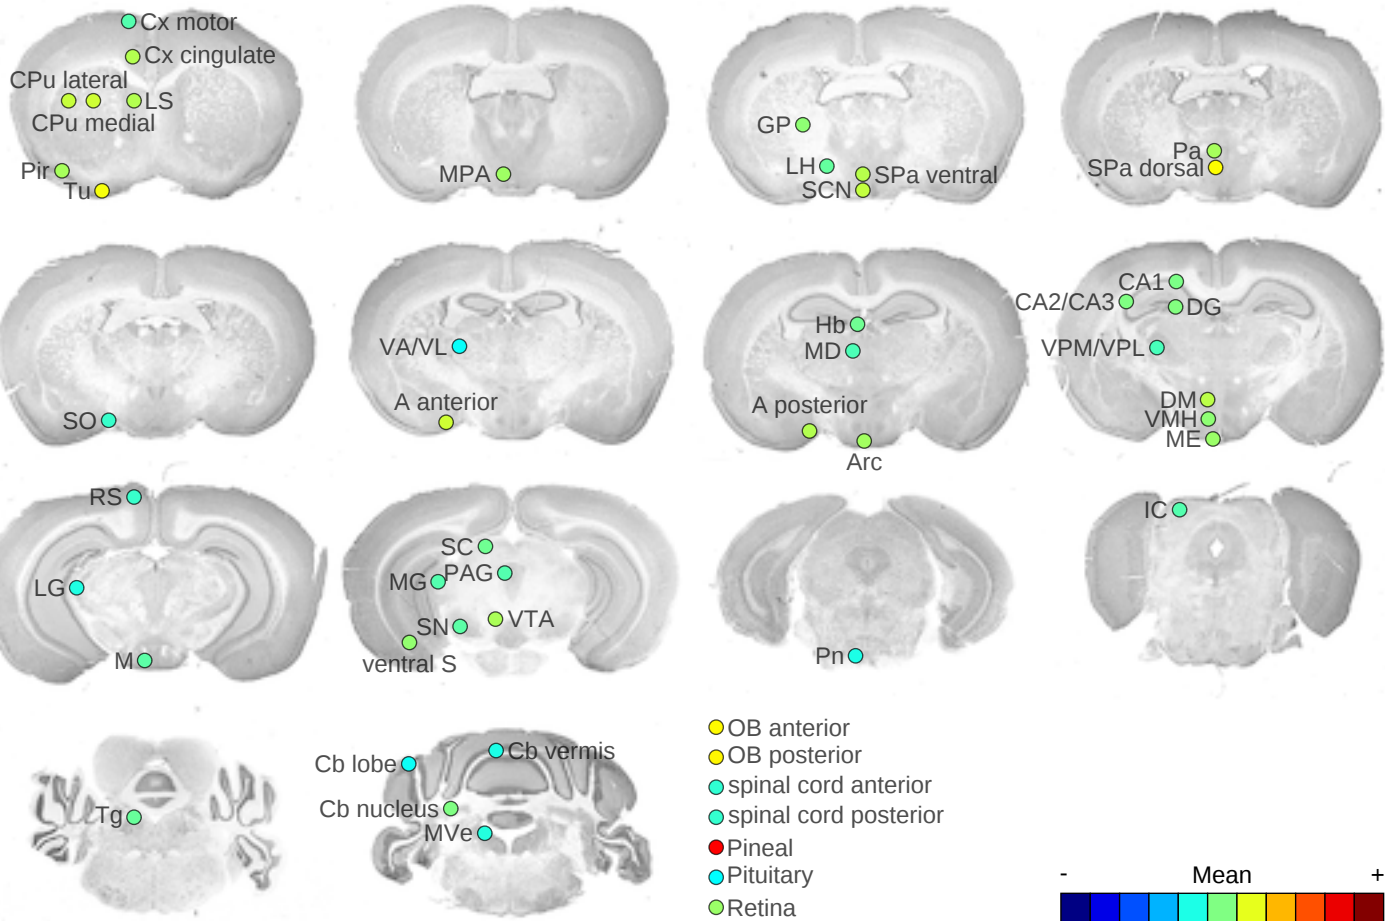 Cx motor
Cx cingulate
CPu lateral
LS
CPu medial
Pir
Tu
MPA
GP
LH
SPa ventral
SCN
Pa
SPa dorsal
SO
VA/VL
A anterior
Hb
MD
A posterior
Arc
CA1
CA2/CA3
DG
VPM/VPL
DM
VMH
ME
RS
LG
M
SC
MG
PAG
SN
VTA
ventral S
Pn
IC
Tg
Cb lobe
Cb vermis
Cb nucleus
MVe
OB anterior
OB posterior
spinal cord anterior
spinal cord posterior
Pineal
Pituitary
Retina
- Mean +